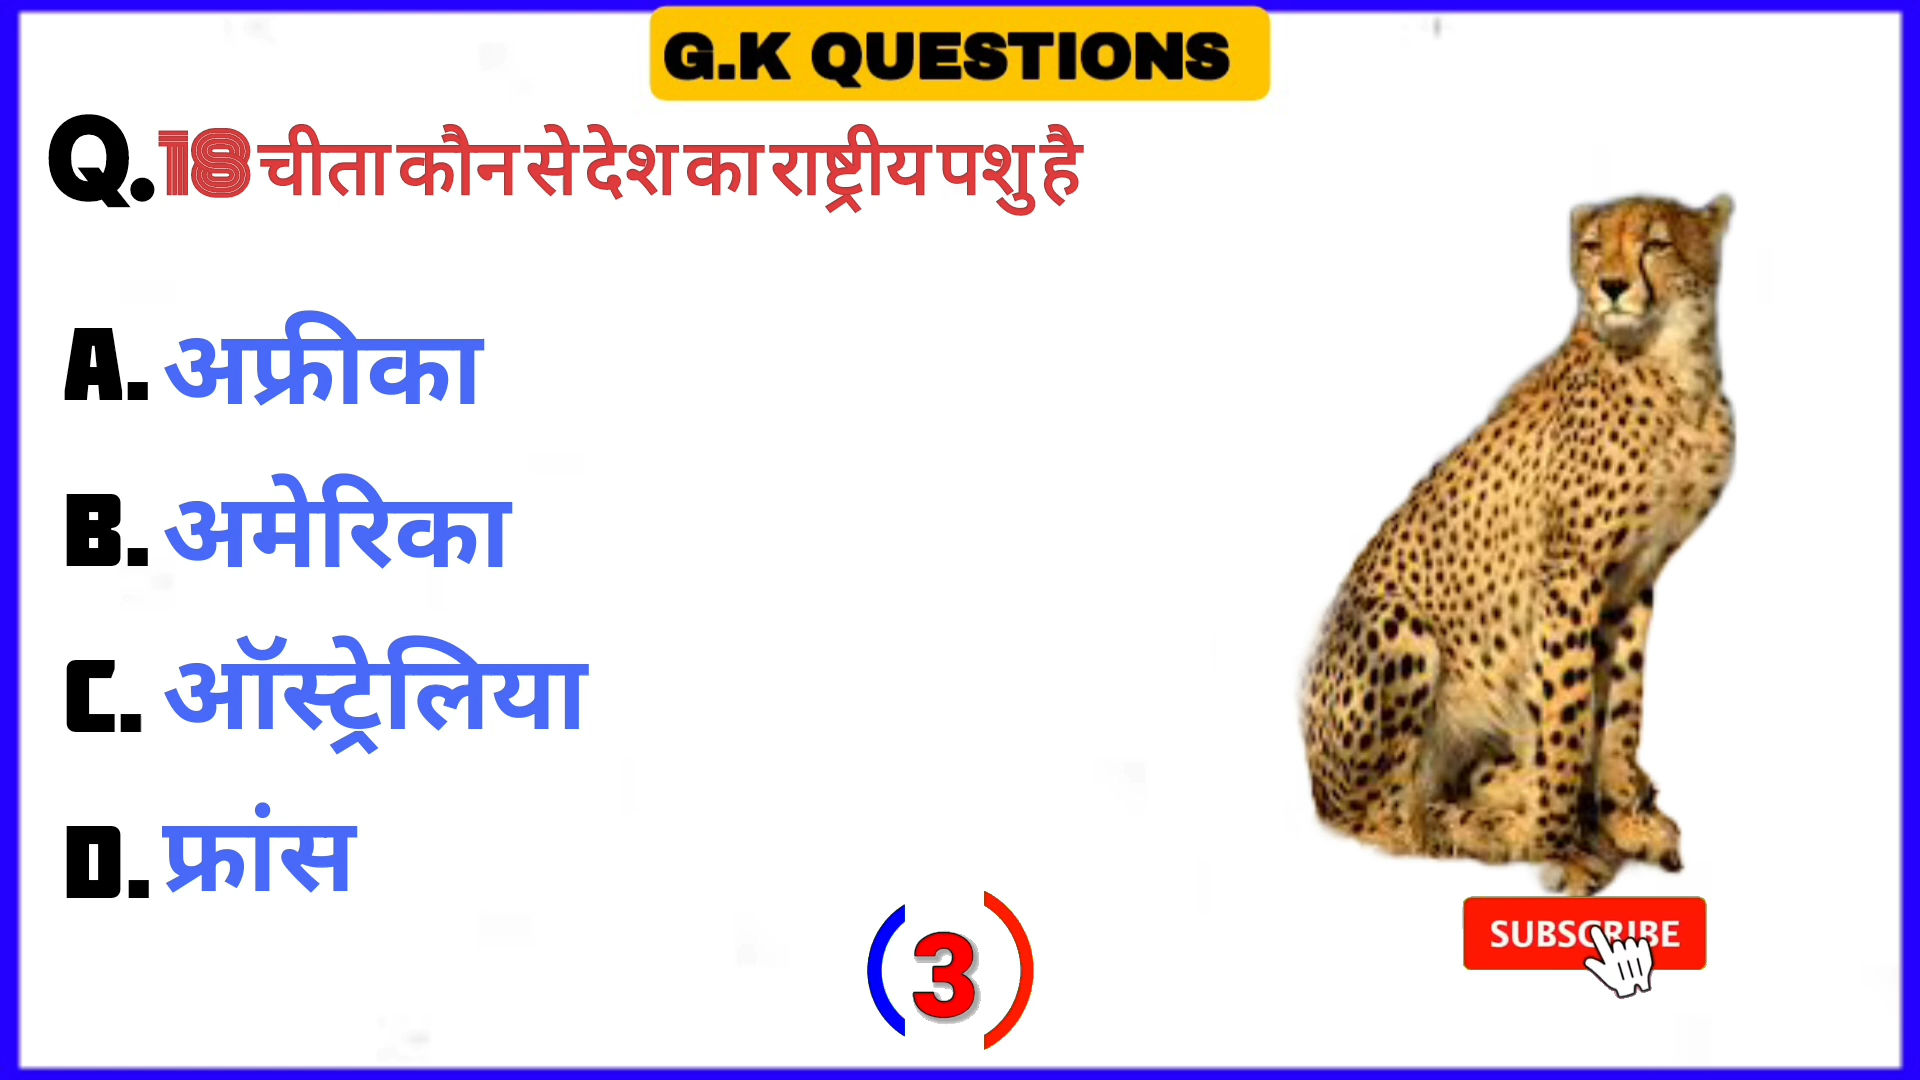 G.K QUESTIONS
Q.18 चीता कौन से देश का राष्ट्रीय पशु है
A. अफ्रीका
B. अमेरिका
C. ऑस्ट्रेलिया
D. फ्रांस
3
SUBSCRIBE